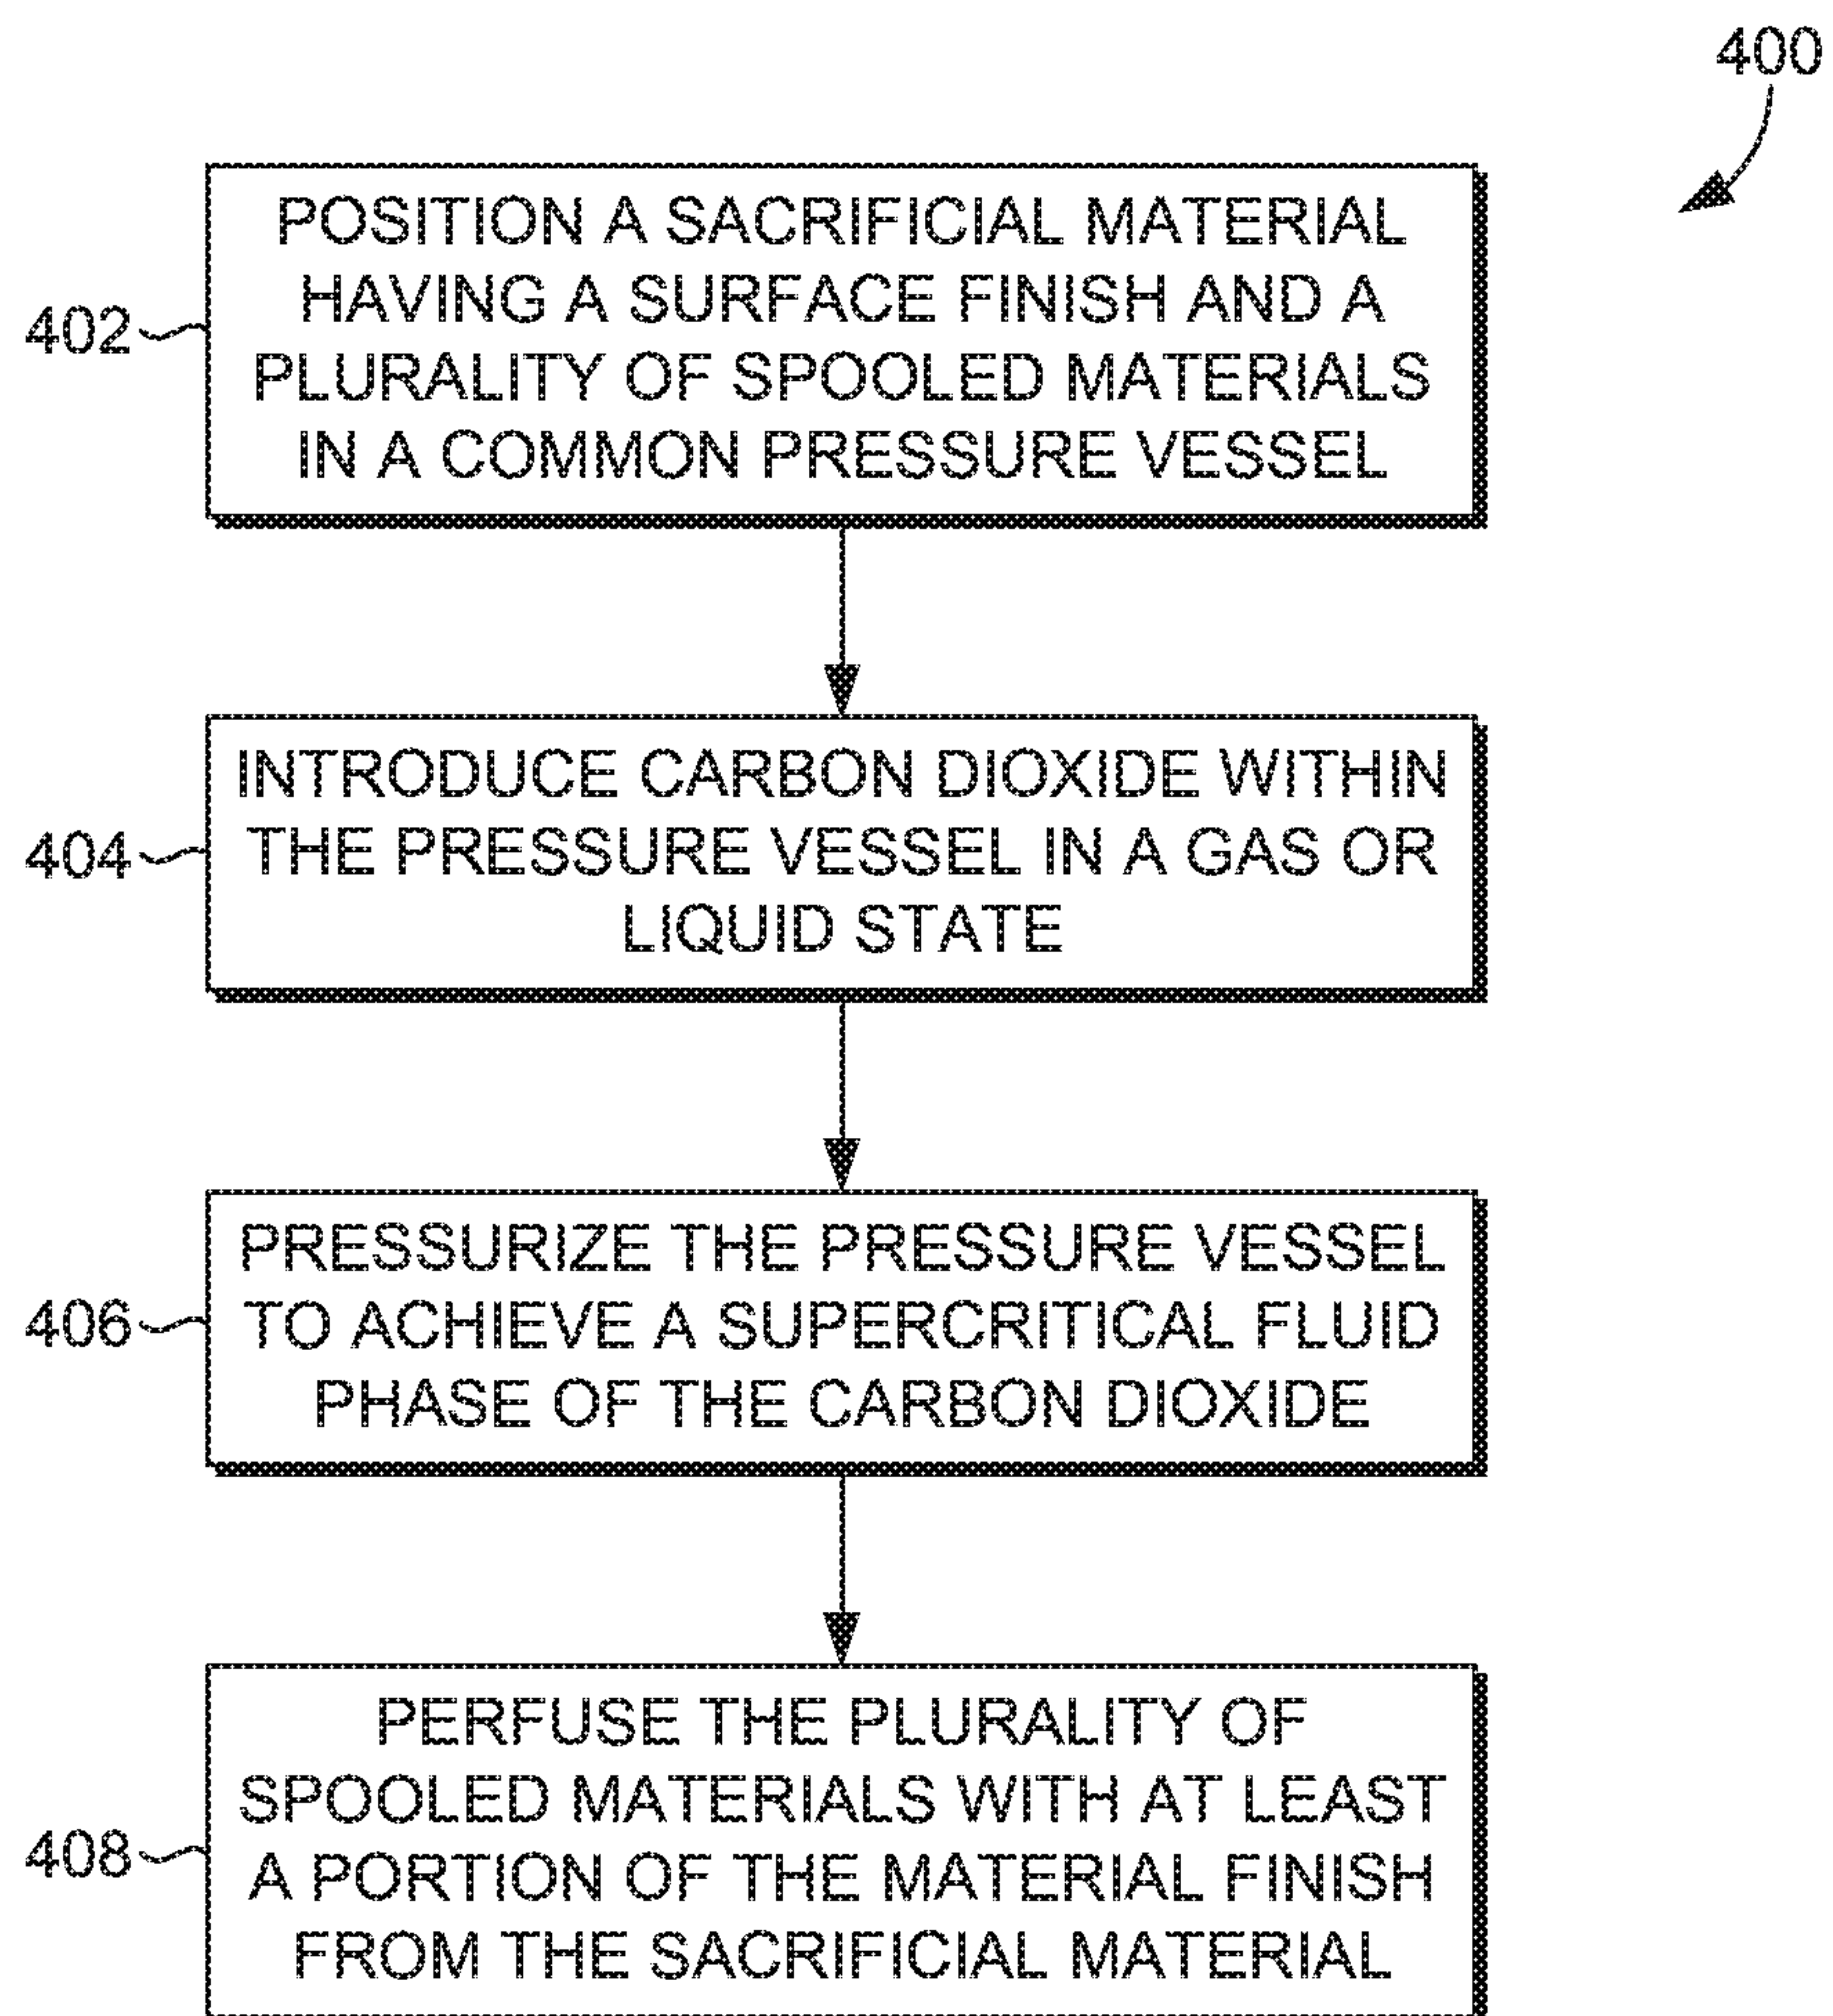 400
402
POSITION A SACRIFICIAL MATERIAL
HAVING A SURFACE FINISH AND A
PLURALITY OF SPOOLED MATERIALS
IN A COMMON PRESSURE VESSEL
404
INTRODUCE CARBON DIOXIDE WITHIN
THE PRESSURE VESSEL IN A GAS OR
LIQUID STATE
406
PRESSURIZE THE PRESSURE VESSEL
TO ACHIEVE A SUPERCRITICAL FLUID
PHASE OF THE CARBON DIOXIDE
408
PERFUSE THE PLURALITY OF
SPOOLED MATERIALS WITH AT LEAST
A PORTION OF THE MATERIAL FINISH
FROM THE SACRIFICIAL MATERIAL